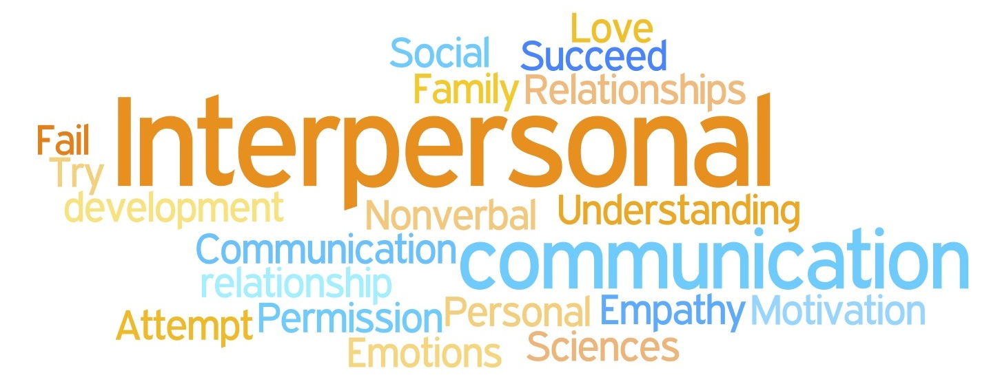 Love
Social Succeed
Family Relationships
Interpersonal
Fail
Try
development Nonverbal Understanding
Communication communication
relationship
Attempt Permission Personal Empathy Motivation
Emotions Sciences